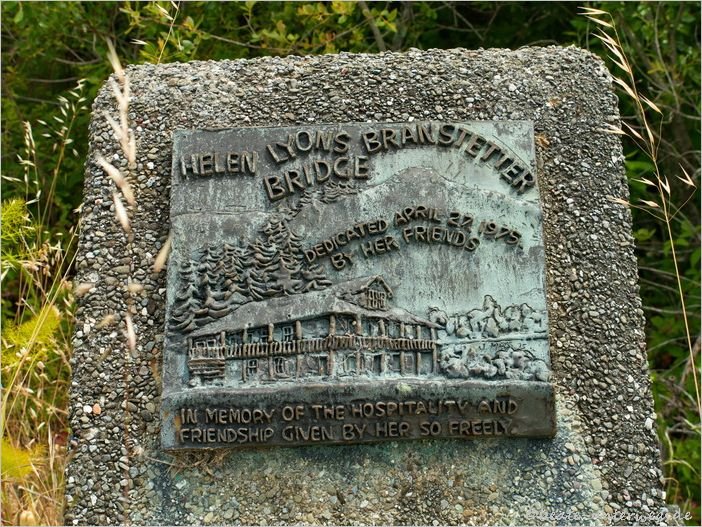 HELEN LYONS BRANSTETTER
BRIDGE
DEDICATED APRIL 27, 1975
BY HER FRIENDS
IN MEMORY OF THE HOSPITALITY AND
FRIENDSHIP GIVEN BY HER SO FREELY.